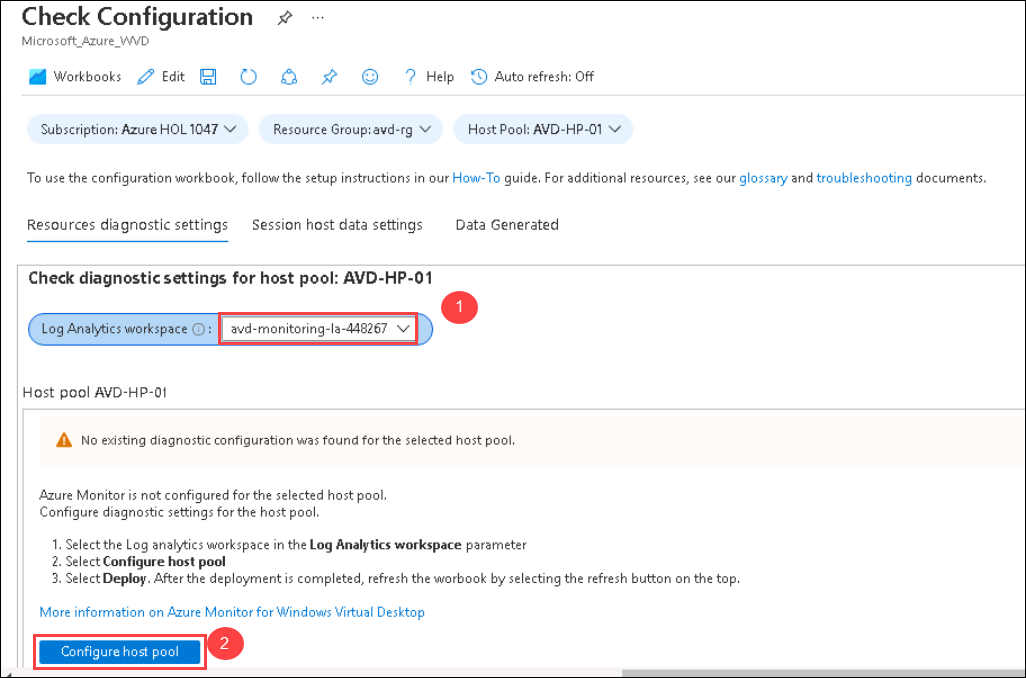 Check Configuration
Microsoft_Azure_WVD
Workbooks Edit Help Auto refresh: Off
Subscription: Azure HOL 1047 Resource Group:avd-rg Host Pool: AVD-HP-01
To use the configuration workbook, follow the setup instructions in our How-To guide. For additional resources, see our glossary and troubleshooting documents.
Resources diagnostic settings Session host data settings Data Generated
Check diagnostic settings for host pool: AVD-HP-01
1
Log Analytics workspace : avd-monitoring-la-448267
Host pool AVD-HP-01
No existing diagnostic configuration was found for the selected host pool.
Azure Monitor is not configured for the selected host pool.
Configure diagnostic settings for the host pool.
1. Select the Log analytics workspace in the Log Analytics workspace parameter
2. Select Configure host pool
3. Select Deploy. After the deployment is completed, refresh the worbook by selecting the refresh button on the top.
More information on Azure Monitor for Windows Virtual Desktop
Configure host pool 2